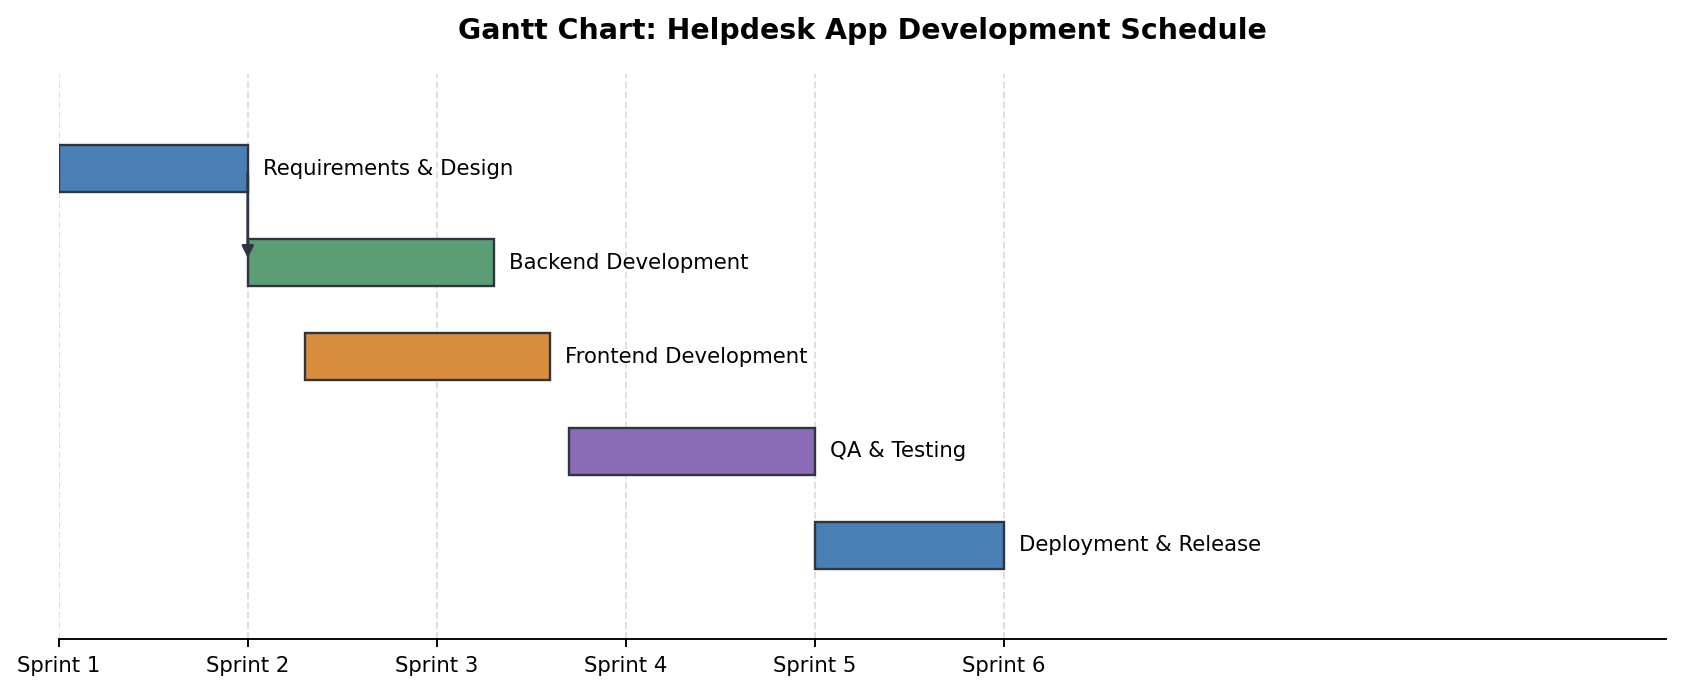 Gantt Chart: Helpdesk App Development Schedule
Requirements & Design
Backend Development
Frontend Development
QA & Testing
Deployment & Release
Sprint 1 Sprint 2 Sprint 3 Sprint 4 Sprint 5 Sprint 6